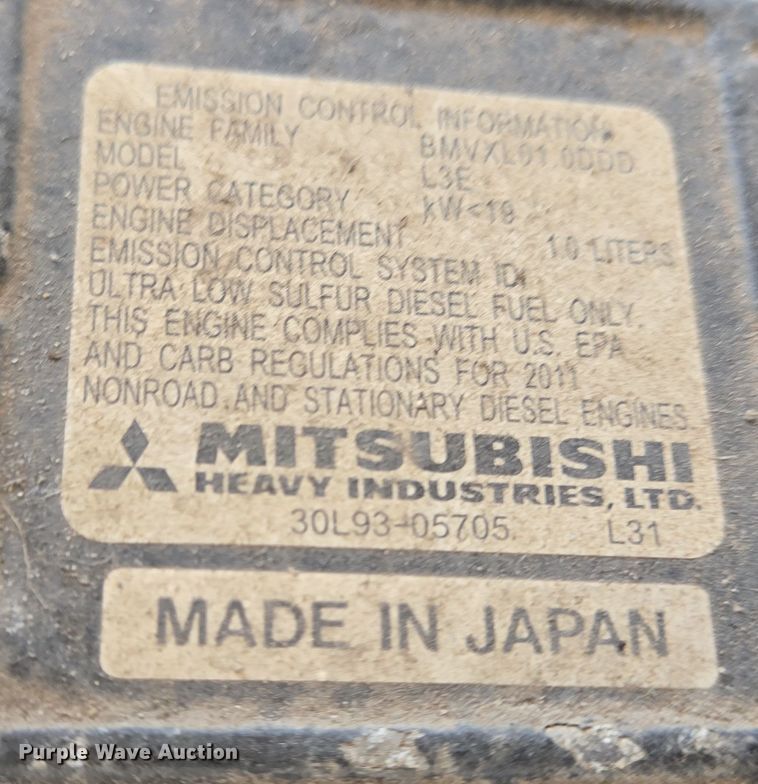 EMISSION CONTROL INFORMATION
ENGINE FAMILY BMVXL01.0DDD
MODEL L3E
POWER CATEGORY kW<19
ENGINE DISPLACEMENT 1.0 LITERS
EMISSION CONTROL SYSTEM ID:
ULTRA LOW SULFUR DIESEL FUEL ONLY.
THIS ENGINE COMPLIES WITH U.S. EPA
AND CARB REGULATIONS FOR 2011
NONROAD AND STATIONARY DIESEL ENGINES.
MITSUBISHI
HEAVY INDUSTRIES, LTD.
30L93-05705 L31
MADE IN JAPAN
Purple Wave Auction